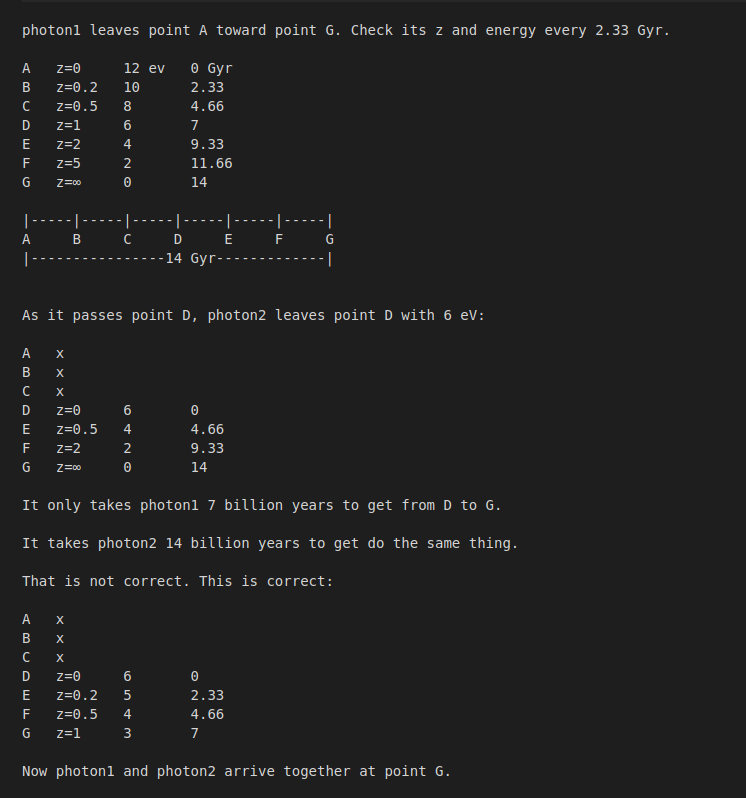 photon1 leaves point A toward point G. Check its z and energy every 2.33 Gyr.
A   z=0     12 ev   0 Gyr
B   z=0.2   10      2.33
C   z=0.5   8       4.66
D   z=1     6       7
E   z=2     4       9.33
F   z=5     2       11.66
G   z=∞     0       14
|-----|-----|-----|-----|-----|-----|
A     B     C     D     E     F     G
|----------------14 Gyr-------------|
As it passes point D, photon2 leaves point D with 6 eV:
A   x
B   x
C   x
D   z=0     6       0
E   z=0.5   4       4.66
F   z=2     2       9.33
G   z=∞     0       14
It only takes photon1 7 billion years to get from D to G.
It takes photon2 14 billion years to get do the same thing.
That is not correct. This is correct:
A   x
B   x
C   x
D   z=0     6       0
E   z=0.2   5       2.33
F   z=0.5   4       4.66
G   z=1     3       7
Now photon1 and photon2 arrive together at point G.